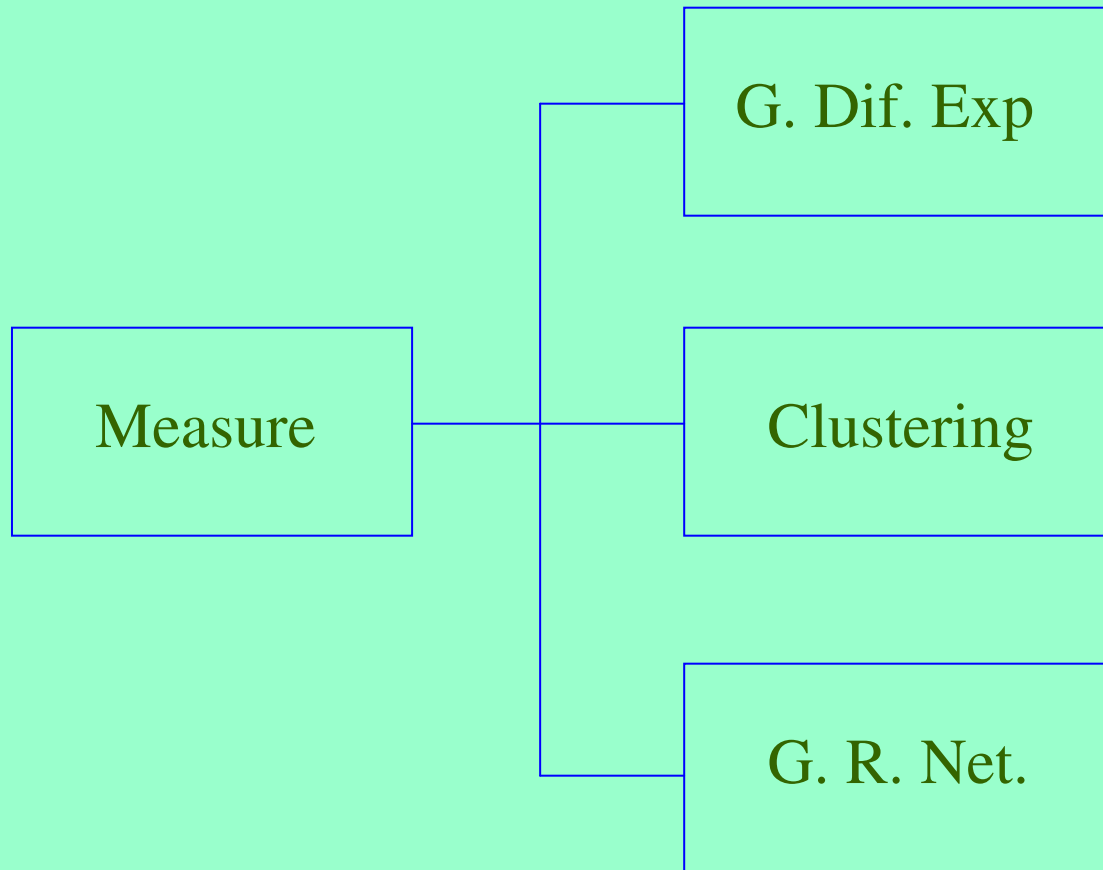 G. Dif. Exp
Measure
Clustering
G. R. Net.